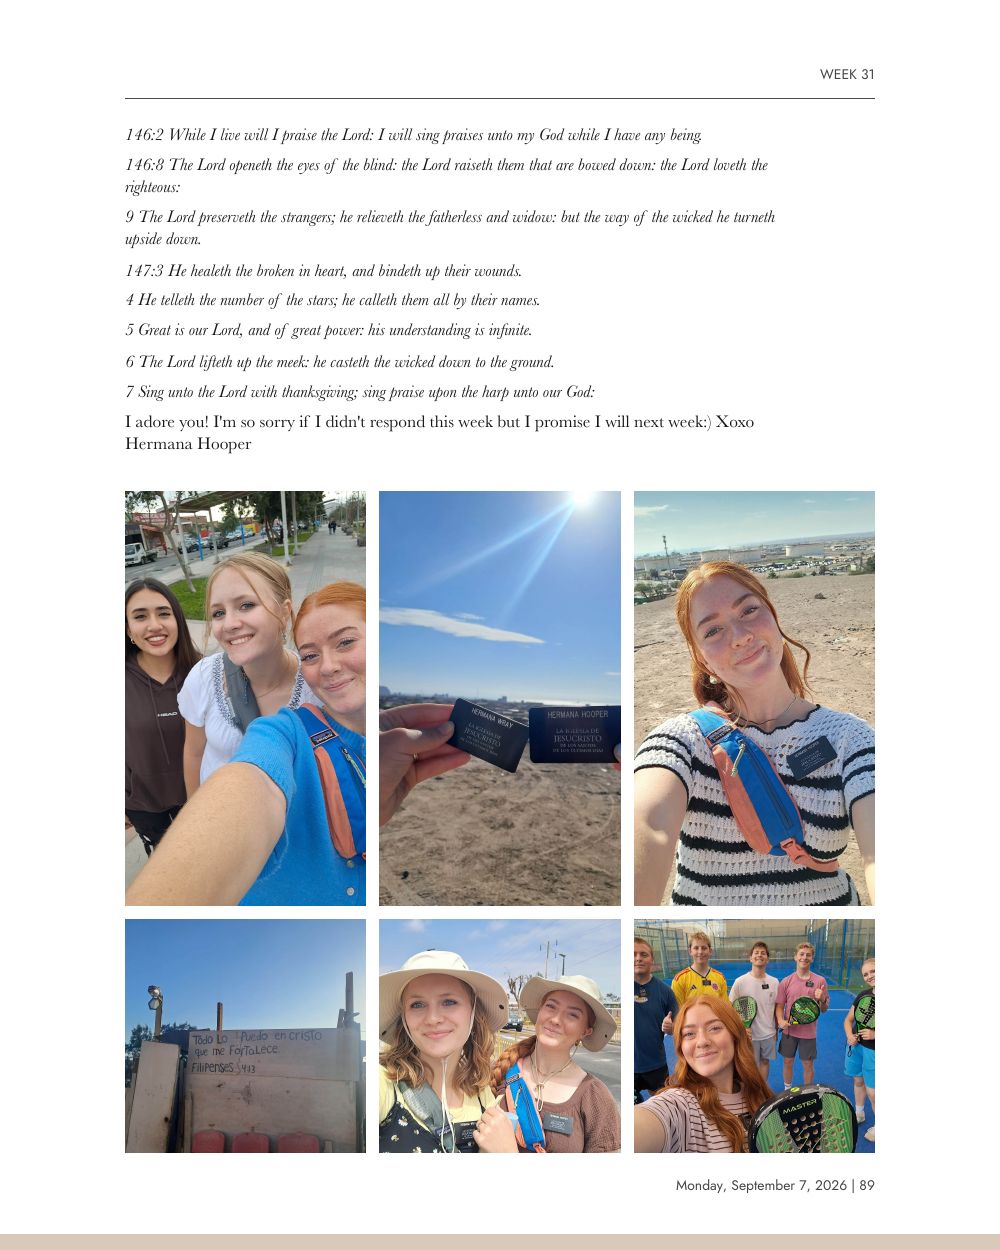 WEEK 31
146:2 While I live will I praise the Lord: I will sing praises unto my God while I have any being.
146:8 The Lord openeth the eyes of the blind: the Lord raiseth them that are bowed down: the Lord loveth the
righteous:
9 The Lord preserveth the strangers; he relieveth the fatherless and widow: but the way of the wicked he turneth
upside down.
147:3 He healeth the broken in heart, and bindeth up their wounds.
4 He telleth the number of the stars; he calleth them all by their names.
5 Great is our Lord, and of great power: his understanding is infinite.
6 The Lord lifteth up the meek: he casteth the wicked down to the ground.
7 Sing unto the Lord with thanksgiving; sing praise upon the harp unto our God:
I adore you! I'm so sorry if I didn't respond this week but I promise I will next week:) Xoxo
Hermana Hooper
HEAD
HERMANA WRAY
LA IGLESIA DE
JESUCRISTO
HERMANA HOOPER
LA IGLESIA DE
JESUCRISTO
DE LOS SANTOS
DE LOS ÚLTIMOS DÍAS
Todo Lo Puedo en cristo
que me ForTaLece
Filipenses 4:13
MASTER
Monday, September 7, 2026 | 89